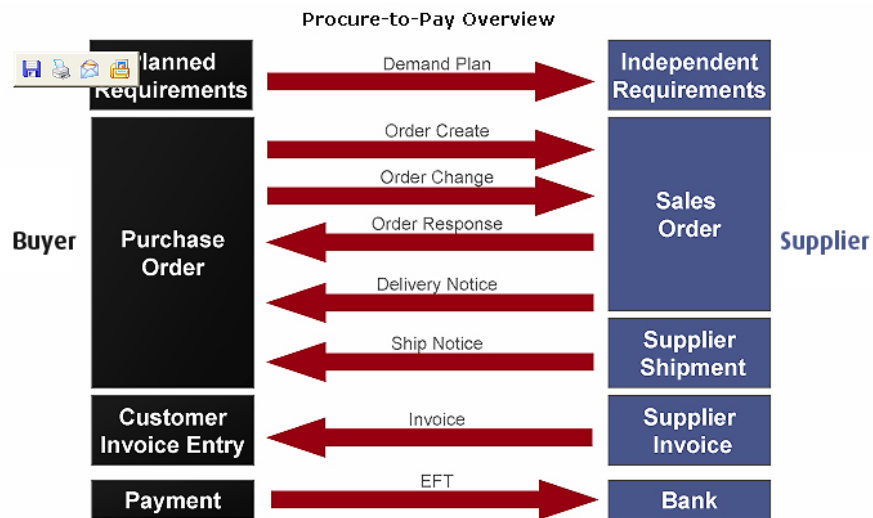 Procure-to-Pay Overview
Planned
Requirements
Demand Plan
Independent
Requirements
Order Create
Order Change
Order Response
Delivery Notice
Ship Notice
Buyer
Purchase
Order
Sales
Order
Supplier
Supplier
Shipment
Customer
Invoice Entry
Invoice
Supplier
Invoice
Payment
EFT
Bank